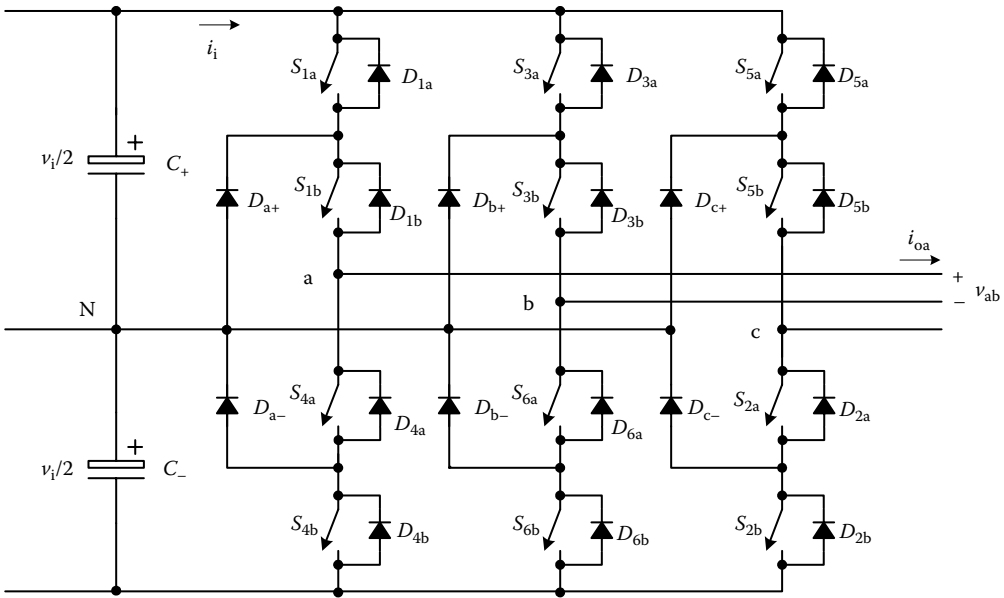 i_i
S_1a D_1a S_3a D_3a S_5a D_5a
+
v_i/2 C_+
S_1b D_1b S_3b D_3b S_5b D_5b
D_a+ D_b+ D_c+
i_oa
a
+
v_ab
b
−
N
c
S_4a D_4a S_6a D_6a S_2a D_2a
D_a− D_b− D_c−
+
v_i/2 C_−
S_4b D_4b S_6b D_6b S_2b D_2b